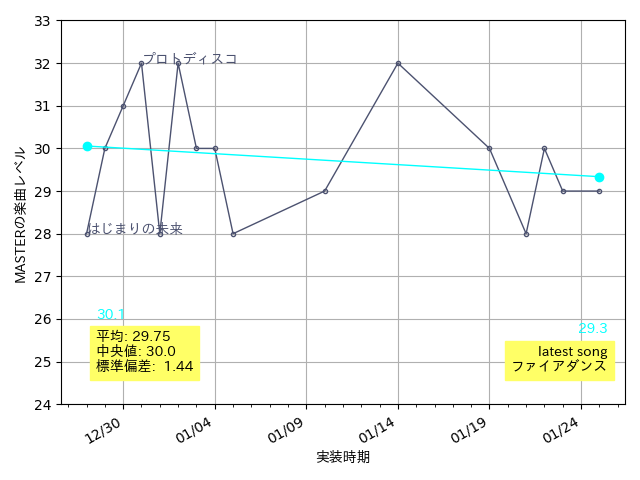 33
32
31
30
29
28
27
26
25
24
MASTERの楽曲レベル
プロトディスコ
はじまりの未来
30.1
29.3
平均: 29.75
中央値: 30.0
標準偏差: 1.44
latest song
ファイアダンス
12/30
01/04
01/09
01/14
01/19
01/24
実装時期